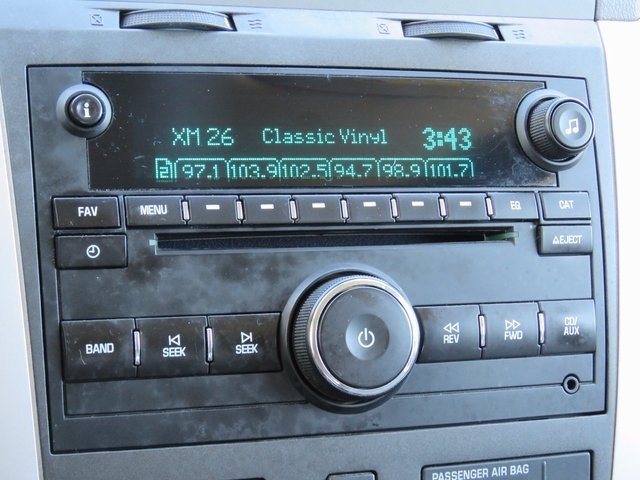 XM 26 Classic Vinyl 3:43
2 97.1 103.9 102.5 94.7 98.9 101.7
FAV MENU EQ CAT
EJECT
BAND SEEK SEEK REV FWD CD/
AUX
PASSENGER AIR BAG